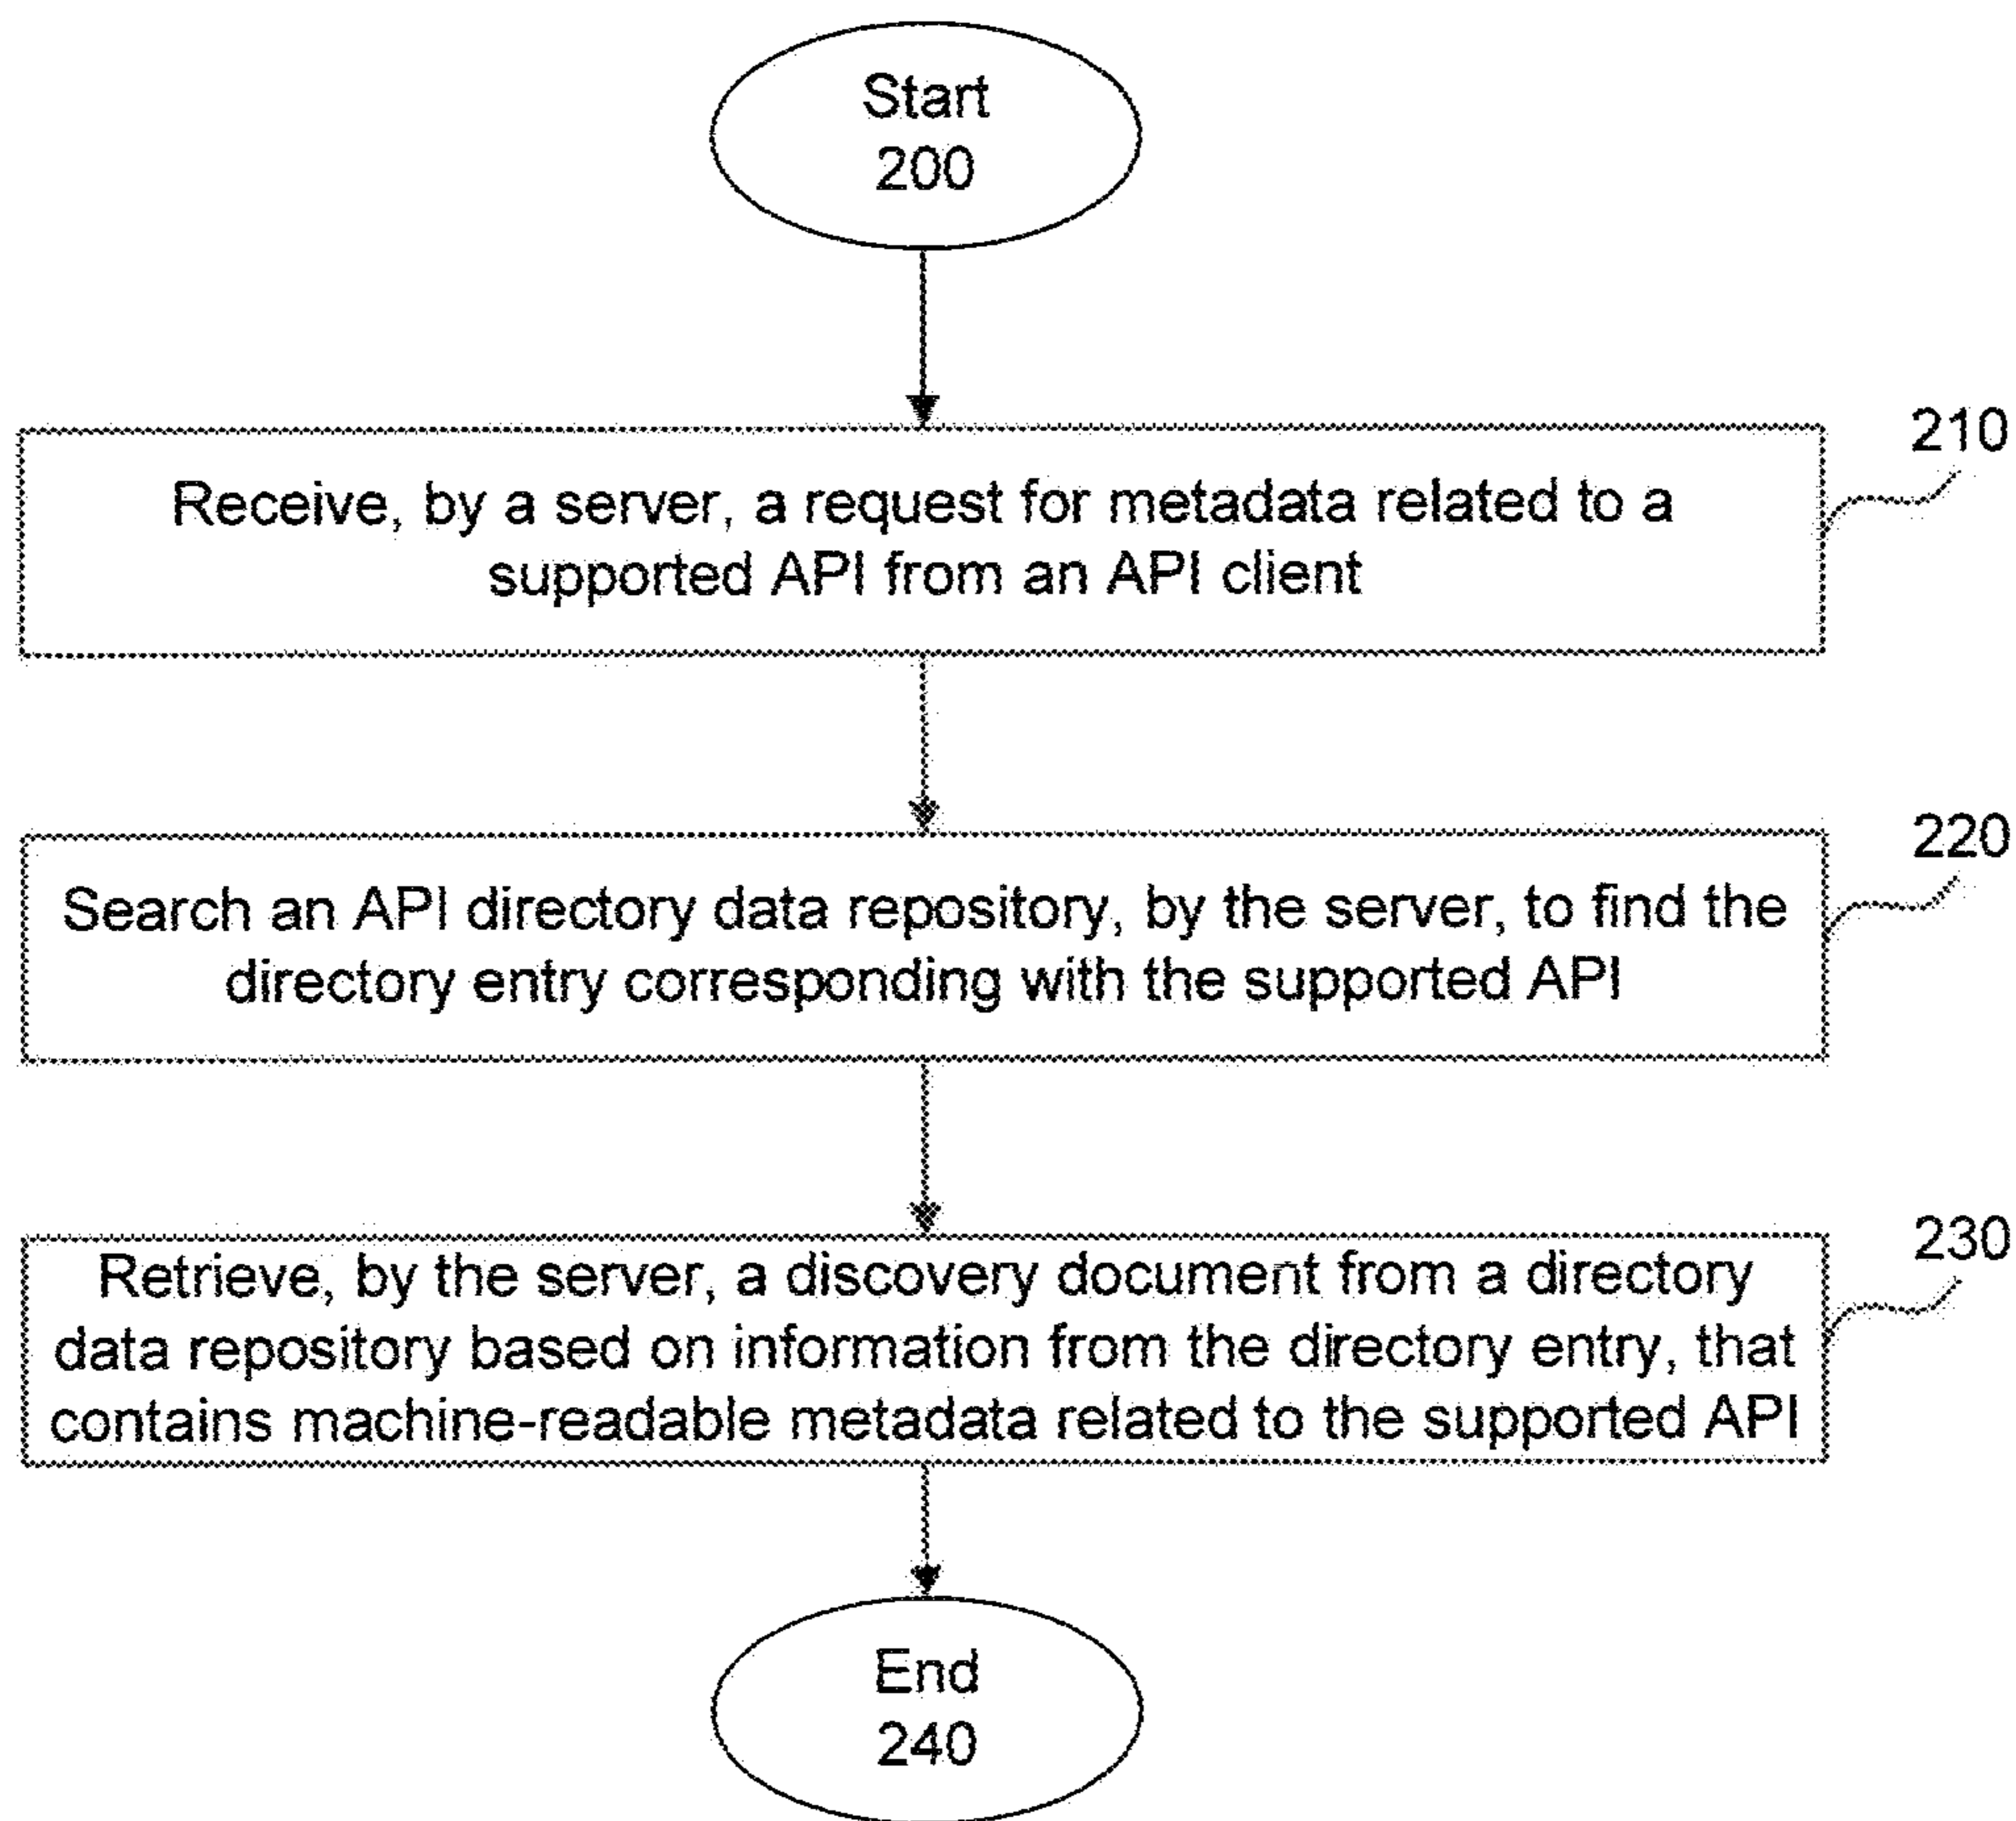 Start
200
210
Receive, by a server, a request for metadata related to a
supported API from an API client
220
Search an API directory data repository, by the server, to find the
directory entry corresponding with the supported API
230
Retrieve, by the server, a discovery document from a directory
data repository based on information from the directory entry, that
contains machine-readable metadata related to the supported API
End
240